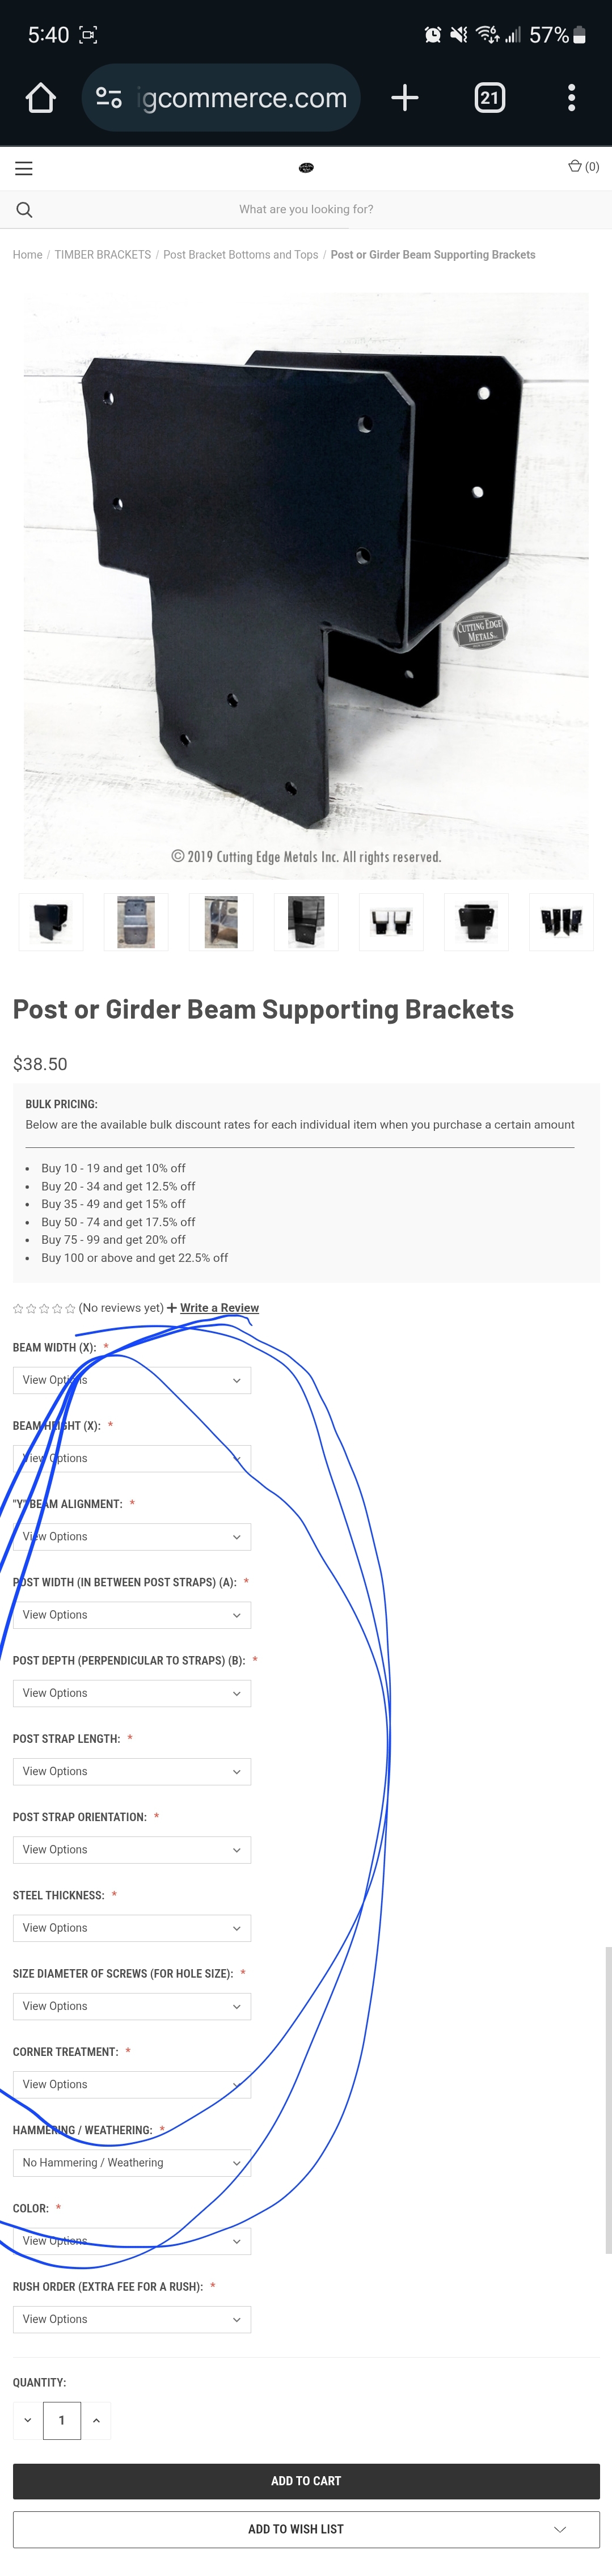 5:40
57%
igcommerce.com
21
(0)
What are you looking for?
Home / TIMBER BRACKETS / Post Bracket Bottoms and Tops / Post or Girder Beam Supporting Brackets
CUTTING EDGE
METALS INC.
© 2019 Cutting Edge Metals Inc. All rights reserved.
Post or Girder Beam Supporting Brackets
$38.50
BULK PRICING:
Below are the available bulk discount rates for each individual item when you purchase a certain amount
• Buy 10 - 19 and get 10% off
• Buy 20 - 34 and get 12.5% off
• Buy 35 - 49 and get 15% off
• Buy 50 - 74 and get 17.5% off
• Buy 75 - 99 and get 20% off
• Buy 100 or above and get 22.5% off
(No reviews yet) + Write a Review
BEAM WIDTH (X): *
View Options
BEAM HEIGHT (X): *
View Options
"Y" BEAM ALIGNMENT: *
View Options
POST WIDTH (IN BETWEEN POST STRAPS) (A): *
View Options
POST DEPTH (PERPENDICULAR TO STRAPS) (B): *
View Options
POST STRAP LENGTH: *
View Options
POST STRAP ORIENTATION: *
View Options
STEEL THICKNESS: *
View Options
SIZE DIAMETER OF SCREWS (FOR HOLE SIZE): *
View Options
CORNER TREATMENT: *
View Options
HAMMERING / WEATHERING: *
No Hammering / Weathering
COLOR: *
View Options
RUSH ORDER (EXTRA FEE FOR A RUSH): *
View Options
QUANTITY:
1
ADD TO CART
ADD TO WISH LIST